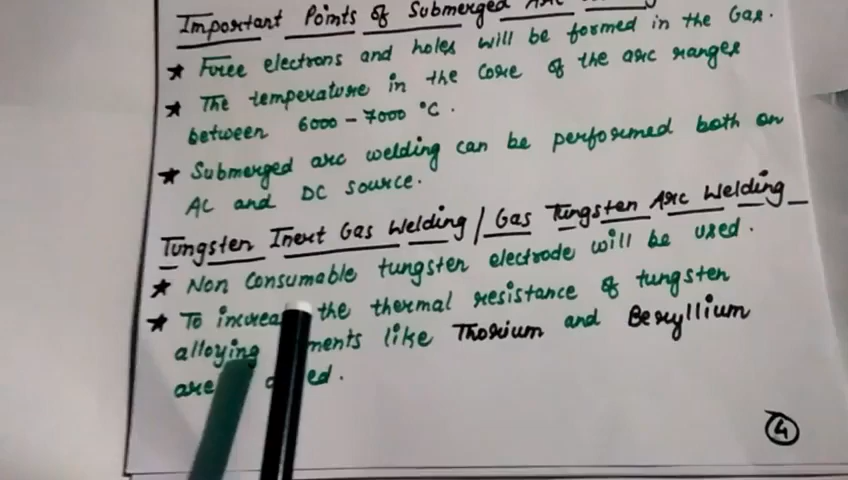 Important Points of Submerged Arc
★ Free electrons and holes will be formed in the Gas.
★ The temperature in the Core of the arc ranges
between 6000 - 7000 °C.
★ Submerged arc welding can be performed both on
AC and DC source.
Tungsten Inert Gas Welding / Gas Tungsten Arc Welding
★ Non Consumable tungsten electrode will be used.
★ To increa the thermal resistance of tungsten
alloying ments like Thorium and Beryllium
are ed.
4